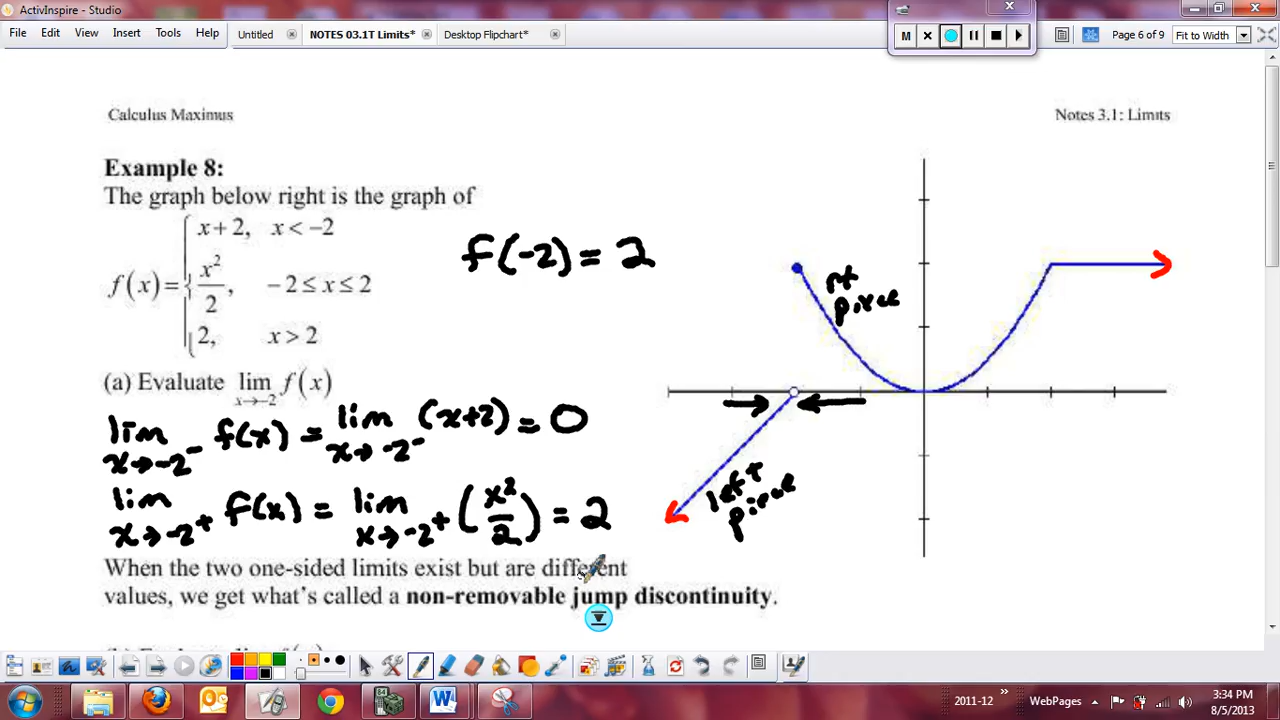 ActivInspire - Studio
File Edit View Insert Tools Help Untitled NOTES 03.1T Limits* Desktop Flipchart* M Page 6 of 9 Fit to Width
Calculus Maximus Notes 3.1: Limits
Example 8:
The graph below right is the graph of
f(x)={ x+2, x < -2
x²/2, -2 ≤ x ≤ 2
2, x > 2
f(-2) = 2
rt
pixel
(a) Evaluate lim x→-2 f(x)
lim x→-2⁻ f(x) = lim x→-2⁻ (x+2) = 0
lim x→-2⁺ f(x) = lim x→-2⁺ (x²/2) = 2
left
pixel
When the two one-sided limits exist but are different
values, we get what's called a non-removable jump discontinuity.
2011-12 WebPages 3:34 PM
8/5/2013